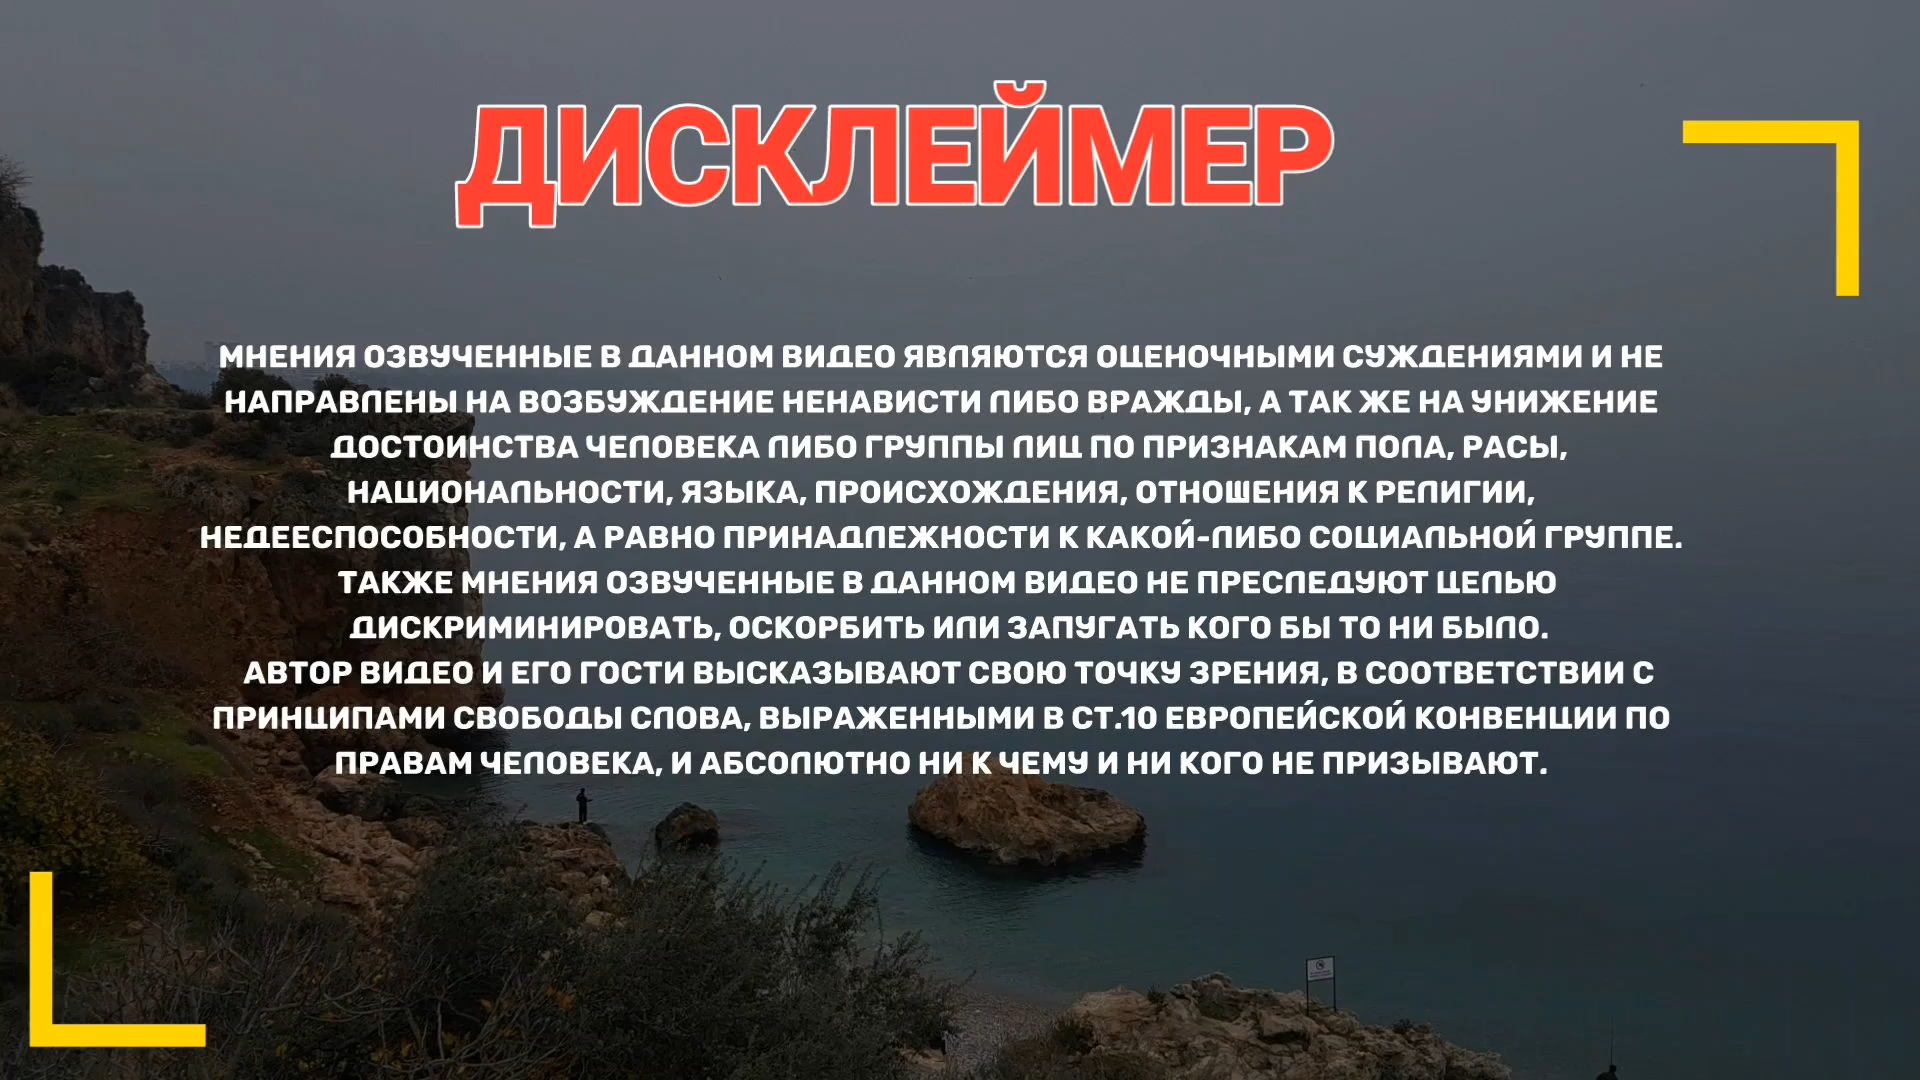 ДИСКЛЕЙМЕР
МНЕНИЯ ОЗВУЧЕННЫЕ В ДАННОМ ВИДЕО ЯВЛЯЮТСЯ ОЦЕНОЧНЫМИ СУЖДЕНИЯМИ И НЕ
НАПРАВЛЕНЫ НА ВОЗБУЖДЕНИЕ НЕНАВИСТИ ЛИБО ВРАЖДЫ, А ТАК ЖЕ НА УНИЖЕНИЕ
ДОСТОИНСТВА ЧЕЛОВЕКА ЛИБО ГРУППЫ ЛИЦ ПО ПРИЗНАКАМ ПОЛА, РАСЫ,
НАЦИОНАЛЬНОСТИ, ЯЗЫКА, ПРОИСХОЖДЕНИЯ, ОТНОШЕНИЯ К РЕЛИГИИ,
НЕДЕЕСПОСОБНОСТИ, А РАВНО ПРИНАДЛЕЖНОСТИ К КАКОЙ-ЛИБО СОЦИАЛЬНОЙ ГРУППЕ.
ТАКЖЕ МНЕНИЯ ОЗВУЧЕННЫЕ В ДАННОМ ВИДЕО НЕ ПРЕСЛЕДУЮТ ЦЕЛЬЮ
ДИСКРИМИНИРОВАТЬ, ОСКОРБИТЬ ИЛИ ЗАПУГАТЬ КОГО БЫ ТО НИ БЫЛО.
АВТОР ВИДЕО И ЕГО ГОСТИ ВЫСКАЗЫВАЮТ СВОЮ ТОЧКУ ЗРЕНИЯ, В СООТВЕТСТВИИ С
ПРИНЦИПАМИ СВОБОДЫ СЛОВА, ВЫРАЖЕННЫМИ В СТ.10 ЕВРОПЕЙСКОЙ КОНВЕНЦИИ ПО
ПРАВАМ ЧЕЛОВЕКА, И АБСОЛЮТНО НИ К ЧЕМУ И НИ КОГО НЕ ПРИЗЫВАЮТ.